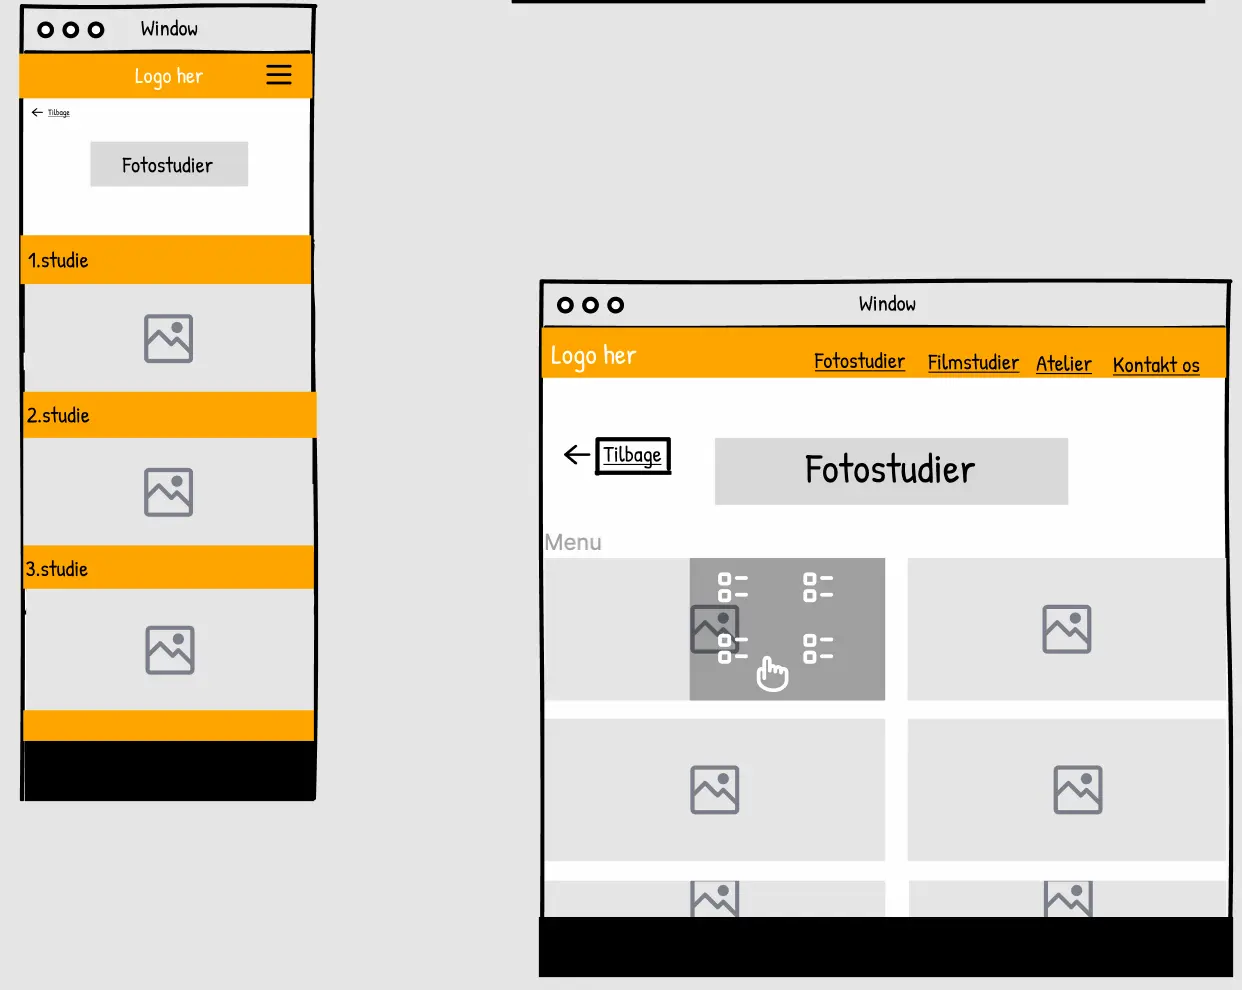 Window
Logo her
Tilbage
Fotostudier
1.studie
2.studie
3.studie
Window
Logo her
Fotostudier Filmstudier Atelier Kontakt os
Tilbage
Fotostudier
Menu